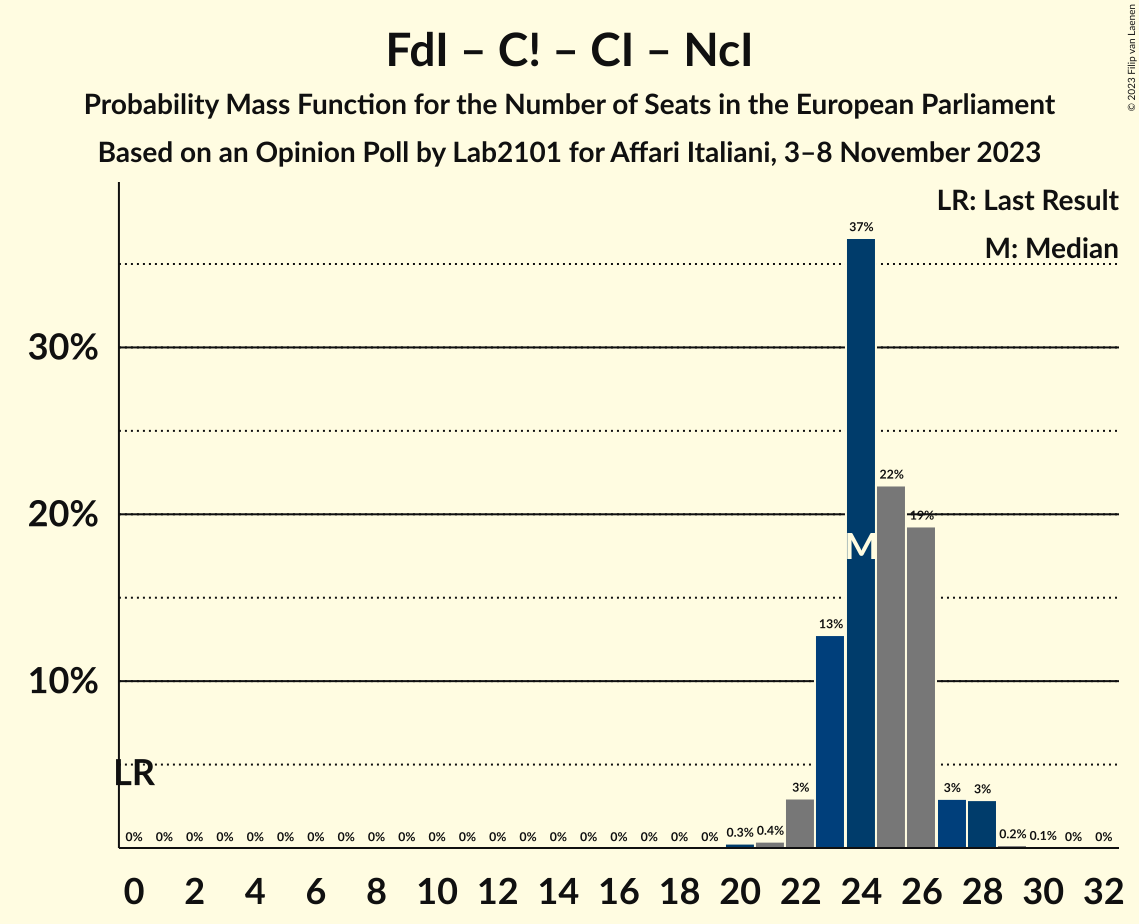 FdI – C! – CI – NcI
Probability Mass Function for the Number of Seats in the European Parliament
Based on an Opinion Poll by Lab2101 for Affari Italiani, 3–8 November 2023
© 2023 Filip van Laenen
LR: Last Result
M: Median
37%
30%
22%
20%
19%
M
13%
10%
LR
3%
3% 3%
0% 0% 0% 0% 0% 0% 0% 0% 0% 0% 0% 0% 0% 0% 0% 0% 0% 0% 0% 0% 0.3% 0.4% 0.2% 0.1% 0% 0%
0 2 4 6 8 10 12 14 16 18 20 22 24 26 28 30 32